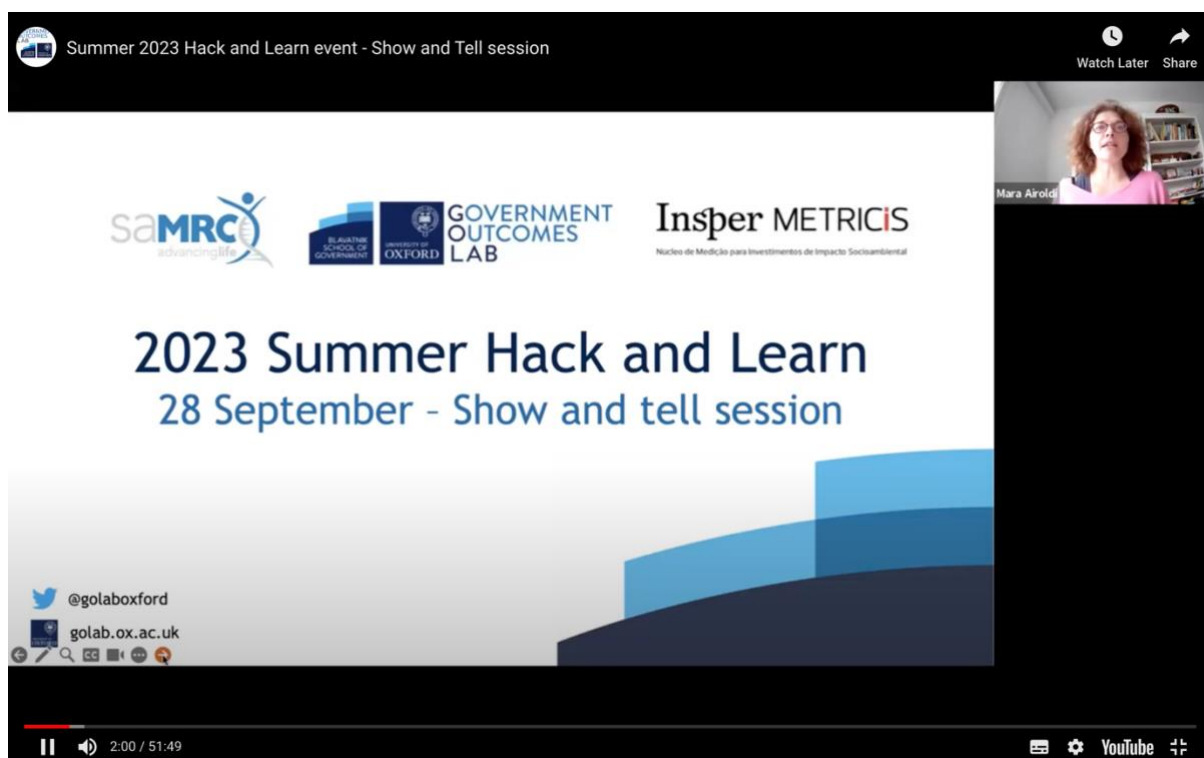 Summer 2023 Hack and Learn event - Show and Tell session
Watch Later
Share
Mara Airoldi
saMRC
advancinglife
BLAVATNIK
SCHOOL OF
GOVERNMENT
UNIVERSITY OF
OXFORD
GOVERNMENT
OUTCOMES
LAB
Insper METRICiS
Núcleo de Medição para Investimentos de Impacto Socioambiental
2023 Summer Hack and Learn
28 September – Show and tell session
@golaboxford
golab.ox.ac.uk
CC
2:00 / 51:49
YouTube